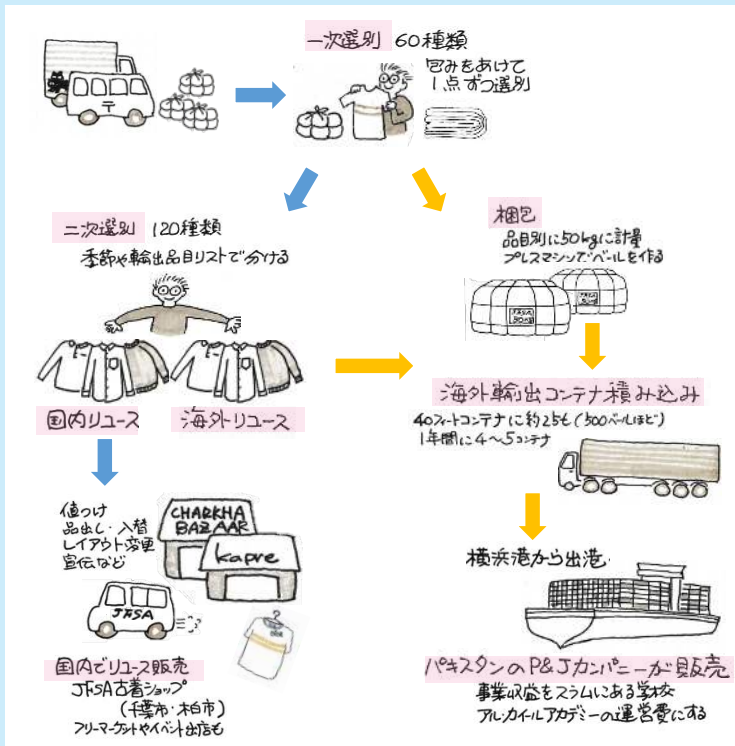 一次選別 60種類
包みをあけて
1点ずつ選別
〒
二次選別 120種類
季節や輸出品目リストで分ける
国内リユース
海外リユース
梱包
品目別に50kgに計量
プレスマシンでベールを作る
JFSA
50KG
海外輸出コンテナ積み込み
40フィートコンテナに約25t(500ベールほど)
1年間に4〜5コンテナ
値つけ
品出し・入替
レイアウト変更
宣伝など
CHARKHA
BAZAAR
kapre
JFSA
国内でリユース販売
JFSA古着ショップ
(千葉市・柏市)
フリーマーケットやイベント出店も
横浜港から出港
パキスタンのP&Jカンパニーが販売
事業収益をスラムにある学校
アル・カイールアカデミーの運営費にする